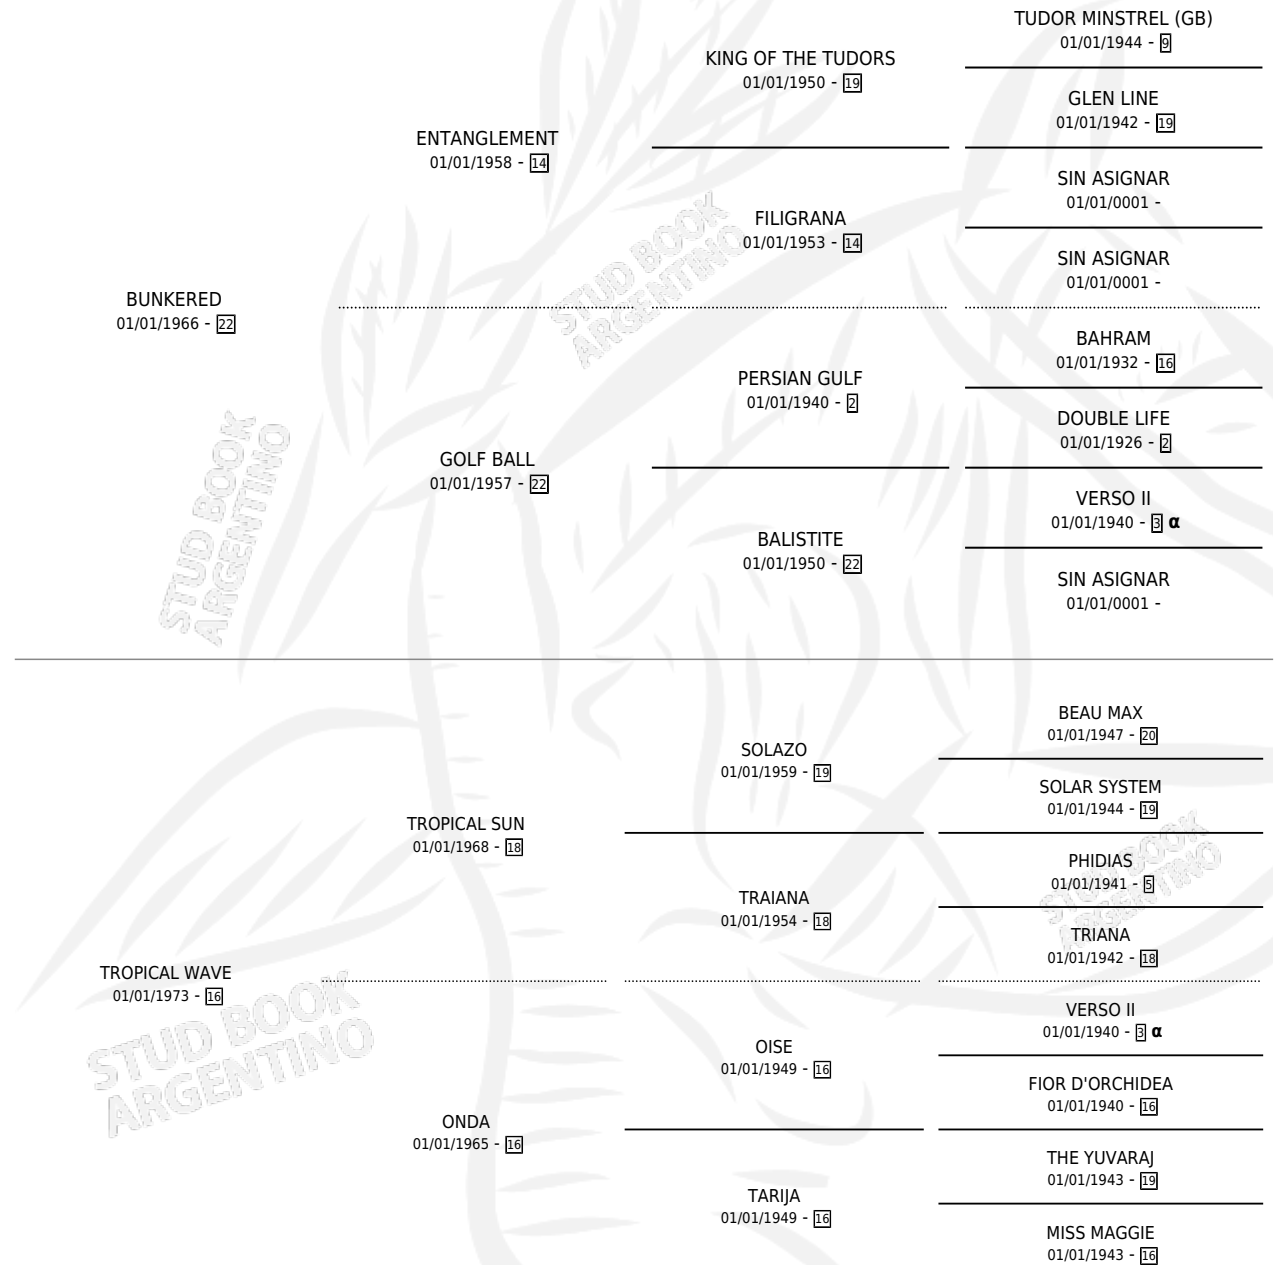 TUDOR MINSTREL (GB)
01/01/1944 - 9
KING OF THE TUDORS
01/01/1950 - 19
GLEN LINE
01/01/1942 - 19
ENTANGLEMENT
01/01/1958 - 14
SIN ASIGNAR
01/01/0001 -
FILIGRANA
01/01/1953 - 14
SIN ASIGNAR
01/01/0001 -
BUNKERED
01/01/1966 - 22
BAHRAM
01/01/1932 - 16
PERSIAN GULF
01/01/1940 - 2
DOUBLE LIFE
01/01/1926 - 2
GOLF BALL
01/01/1957 - 22
VERSO II
01/01/1940 - 3 α
BALISTITE
01/01/1950 - 22
SIN ASIGNAR
01/01/0001 -
BEAU MAX
01/01/1947 - 20
SOLAZO
01/01/1959 - 19
SOLAR SYSTEM
01/01/1944 - 19
TROPICAL SUN
01/01/1968 - 18
PHIDIAS
01/01/1941 - 5
TRAIANA
01/01/1954 - 18
TRIANA
01/01/1942 - 18
TROPICAL WAVE
01/01/1973 - 16
VERSO II
01/01/1940 - 3 α
OISE
01/01/1949 - 16
FIOR D'ORCHIDEA
01/01/1940 - 16
ONDA
01/01/1965 - 16
THE YUVARAJ
01/01/1943 - 19
TARIJA
01/01/1949 - 16
MISS MAGGIE
01/01/1943 - 16
STUD BOOK
ARGENTINO
STUD BOOK
ARGENTINO
STUD BOOK
ARGENTINO
STUD BOOK
ARGENTINO